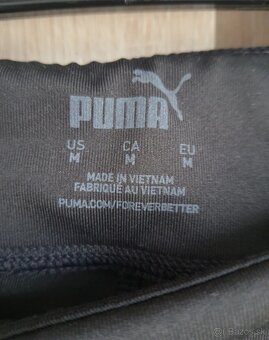 PUMA
US CA EU
M M M
MADE IN VIETNAM
FABRIQUÉ AU VIETNAM
PUMA.COM/FOREVERBETTER